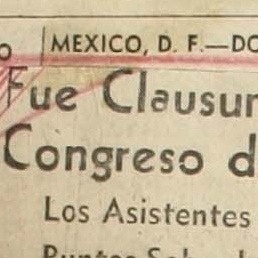 MEXICO, D. F.—DO
Fue Clausur
Congreso d
Los Asistentes